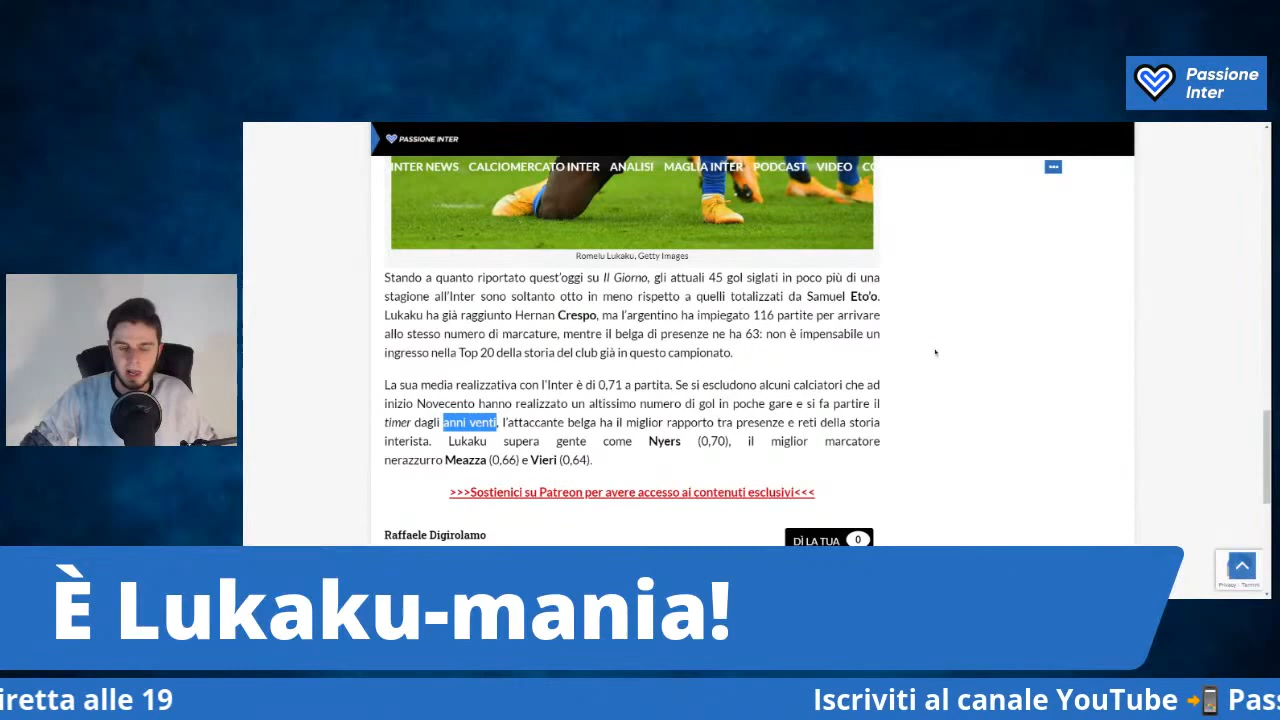 Passione
Inter
PASSIONE INTER
INTER NEWS CALCIOMERCATO INTER ANALISI MAGLIA INTER PODCAST VIDEO CO
Romelu Lukaku, Getty Images
Stando a quanto riportato quest'oggi su Il Giorno, gli attuali 45 gol siglati in poco più di una
stagione all'Inter sono soltanto otto in meno rispetto a quelli totalizzati da Samuel Eto'o.
Lukaku ha già raggiunto Hernan Crespo, ma l'argentino ha impiegato 116 partite per arrivare
allo stesso numero di marcature, mentre il belga di presenze ne ha 63: non è impensabile un
ingresso nella Top 20 della storia del club già in questo campionato.
La sua media realizzativa con l'Inter è di 0,71 a partita. Se si escludono alcuni calciatori che ad
inizio Novecento hanno realizzato un altissimo numero di gol in poche gare e si fa partire il
timer dagli anni venti, l'attaccante belga ha il miglior rapporto tra presenze e reti della storia
interista. Lukaku supera gente come Nyers (0,70), il miglior marcatore
nerazzurro Meazza (0,66) e Vieri (0,64).
>>>Sostienici su Patreon per avere accesso ai contenuti esclusivi<<<
Raffaele Digirolamo
DÌ LA TUA 0
Privacy - Termini
È Lukaku-mania!
iretta alle 19
Iscriviti al canale YouTube 📲 Pas